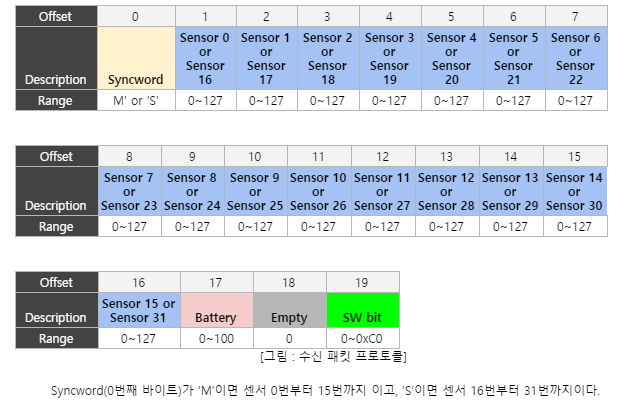 Offset 0 1 2 3 4 5 6 7
Description Syncword Sensor 0 or Sensor 16 Sensor 1 or Sensor 17 Sensor 2 or Sensor 18 Sensor 3 or Sensor 19 Sensor 4 or Sensor 20 Sensor 5 or Sensor 21 Sensor 6 or Sensor 22
Range M' or 'S' 0~127 0~127 0~127 0~127 0~127 0~127 0~127
Offset 8 9 10 11 12 13 14 15
Description Sensor 7 or Sensor 23 Sensor 8 or Sensor 24 Sensor 9 or Sensor 25 Sensor 10 or Sensor 26 Sensor 11 or Sensor 27 Sensor 12 or Sensor 28 Sensor 13 or Sensor 29 Sensor 14 or Sensor 30
Range 0~127 0~127 0~127 0~127 0~127 0~127 0~127 0~127
Offset 16 17 18 19
Description Sensor 15 or Sensor 31 Battery Empty SW bit
Range 0~127 0~100 0 0~0xC0
[그림 : 수신 패킷 프로토콜]
Syncword(0번째 바이트)가 ‘M’이면 센서 0번부터 15번까지 이고, ‘S’이면 센서 16번부터 31번까지이다.